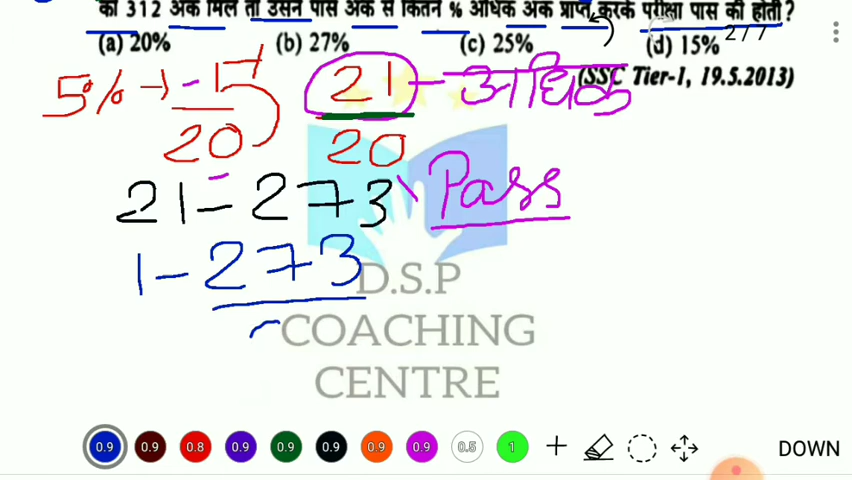 को 312 अंक मिले तो उसने पास अंक से कितने % अधिक अंक प्राप्त करके परीक्षा पास की होती?
(a) 20% (b) 27% (c) 25% (d) 15%
(SSC Tier-1, 19.5.2013)
5% → 1/20 21/20 - अधिक
21 - 273 Pass
1 - 273
D.S.P
COACHING
CENTRE
0.9 0.9 0.8 0.9 0.9 0.9 0.9 0.9 0.5 1 DOWN